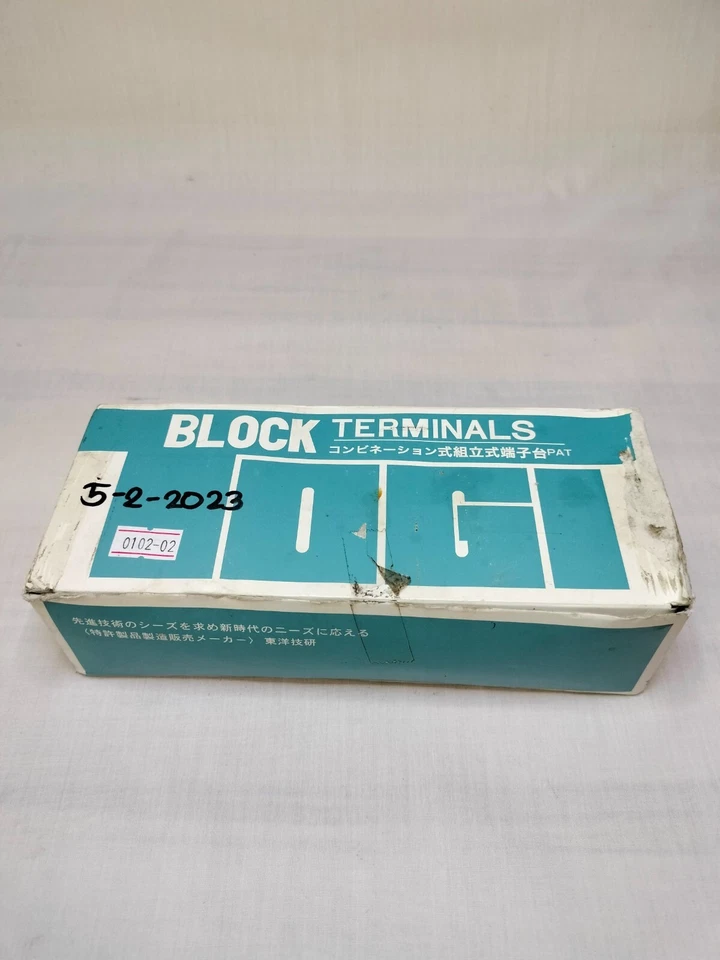 BLOCK TERMINALS
コンビネーション式組立式端子台PAT
TOGI
5-2-2023
0102-02
先進技術のシーズを求め新時代のニーズに応える
〈特許製品製造販売メーカー〉 東洋技研